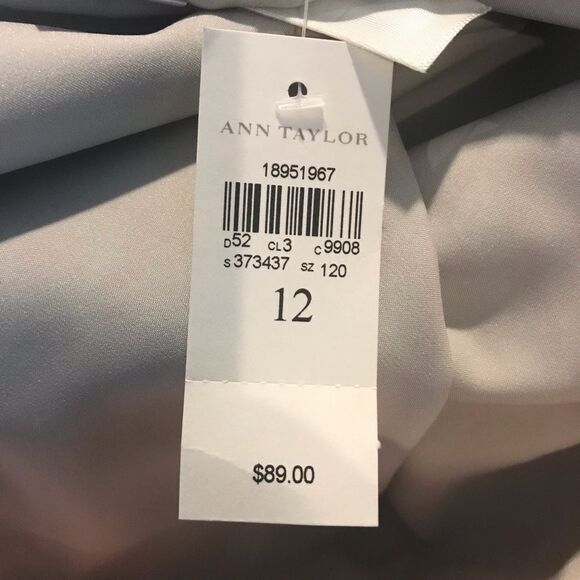 ANN TAYLOR
18951967
D52 CL3 C9908
S373437 SZ 120
12
$89.00